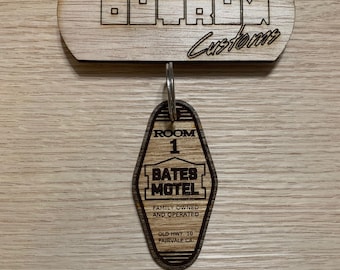 Customs
ROOM
1
BATES
MOTEL
FAMILY OWNED
AND OPERATED
OLD HWY
FAIRVALE CA.